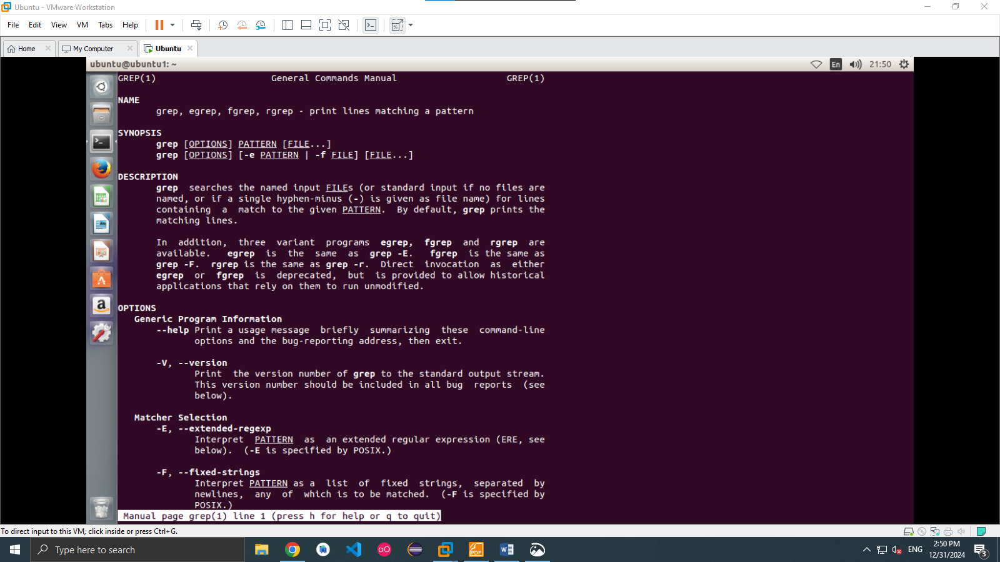 Ubuntu - VMware Workstation
File Edit View VM Tabs Help
Home My Computer Ubuntu
ubuntu@ubuntu1: ~ En 21:50
GREP(1) General Commands Manual GREP(1)
NAME
grep, egrep, fgrep, rgrep - print lines matching a pattern
SYNOPSIS
grep [OPTIONS] PATTERN [FILE...]
grep [OPTIONS] [-e PATTERN | -f FILE] [FILE...]
DESCRIPTION
grep searches the named input FILEs (or standard input if no files are
named, or if a single hyphen-minus (-) is given as file name) for lines
containing a match to the given PATTERN. By default, grep prints the
matching lines.
In addition, three variant programs egrep, fgrep and rgrep are
available. egrep is the same as grep -E. fgrep is the same as
grep -F. rgrep is the same as grep -r. Direct invocation as either
egrep or fgrep is deprecated, but is provided to allow historical
applications that rely on them to run unmodified.
OPTIONS
Generic Program Information
--help Print a usage message briefly summarizing these command-line
options and the bug-reporting address, then exit.
-V, --version
Print the version number of grep to the standard output stream.
This version number should be included in all bug reports (see
below).
Matcher Selection
-E, --extended-regexp
Interpret PATTERN as an extended regular expression (ERE, see
below). (-E is specified by POSIX.)
-F, --fixed-strings
Interpret PATTERN as a list of fixed strings, separated by
newlines, any of which is to be matched. (-F is specified by
POSIX.)
Manual page grep(1) line 1 (press h for help or q to quit)
To direct input to this VM, click inside or press Ctrl+G.
Type here to search
PDF
ENG
2:50 PM
12/31/2024
3